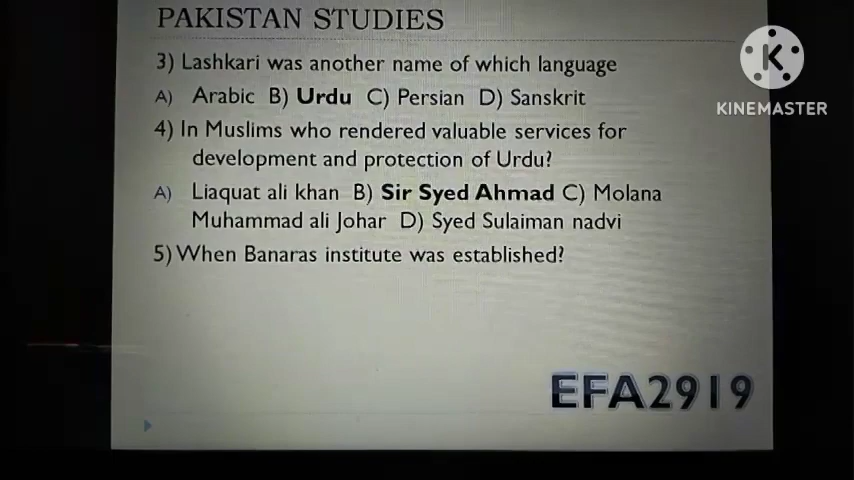 PAKISTAN STUDIES
3) Lashkari was another name of which language
A) Arabic B) Urdu C) Persian D) Sanskrit
4) In Muslims who rendered valuable services for
development and protection of Urdu?
A) Liaquat ali khan B) Sir Syed Ahmad C) Molana
Muhammad ali Johar D) Syed Sulaiman nadvi
5) When Banaras institute was established?
EFA2919
KINEMASTER